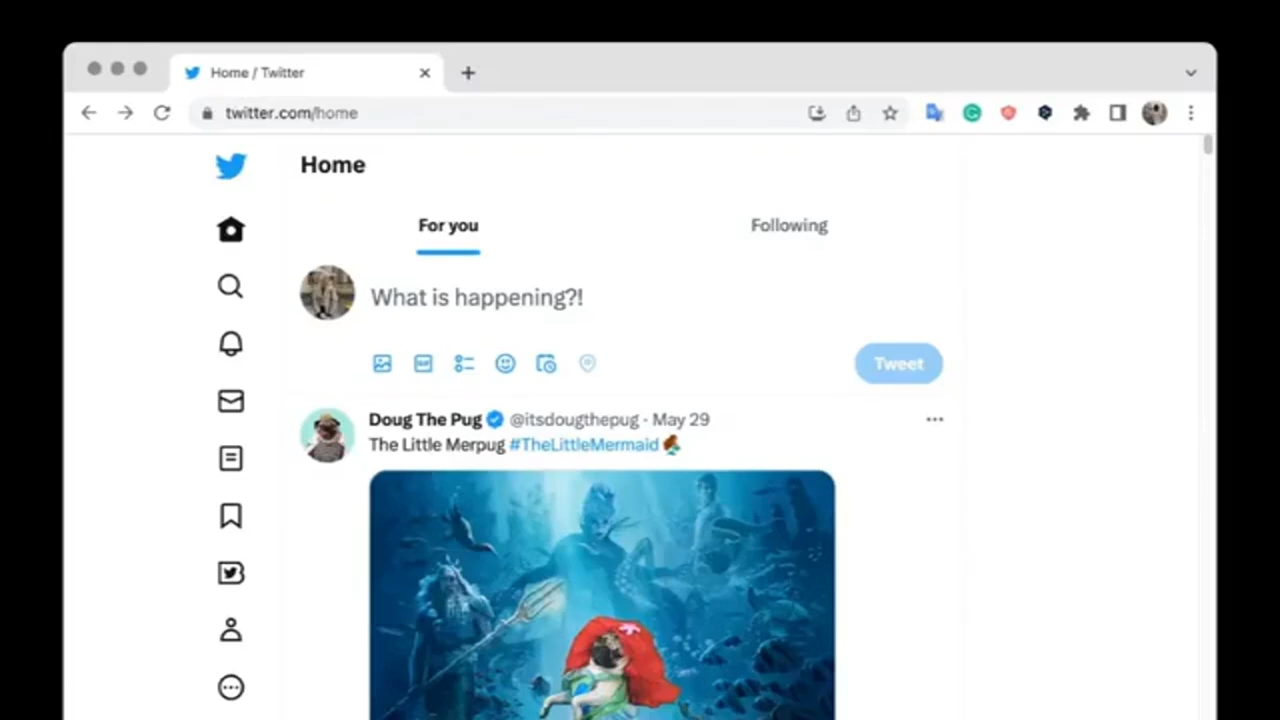 Home / Twitter
twitter.com/home
Home
For you
Following
What is happening?!
GIF
Tweet
Doug The Pug @itsdougthepug · May 29
The Little Merpug #TheLittleMermaid